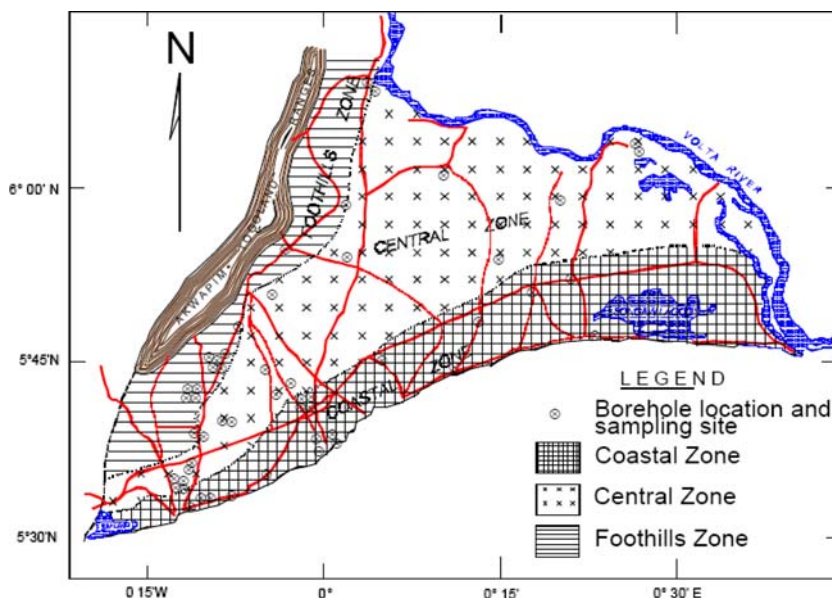 N
AKWAPIM - TOGOLAND RANGES
FOOTHILLS ZONE
CENTRAL ZONE
COASTAL ZONE
VOLTA RIVER
6° 00' N
5° 45'N
5° 30'N
0 15'W
0°
0° 15'
0° 30'
LEGEND
Borehole location and
sampling site
Coastal Zone
Central Zone
Foothills Zone